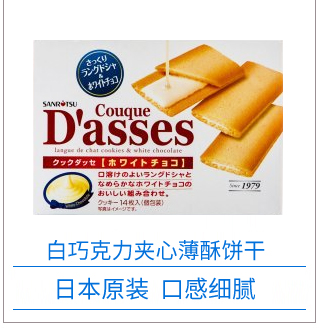 さっくり
ラングドシャ
&
ホワイトチョコ
SANRITSU
Couque
D'asses
langue de chat cookies & white chocolate
クックダッセ【ホワイトチョコ】
口溶けのよいラングドシャと
なめらかなホワイトチョコの
おいしい組み合わせ。
クッキー14枚入(個包装)
写真はイメージです。
Since 1979
白巧克力夹心薄酥饼干
日本原装 口感细腻